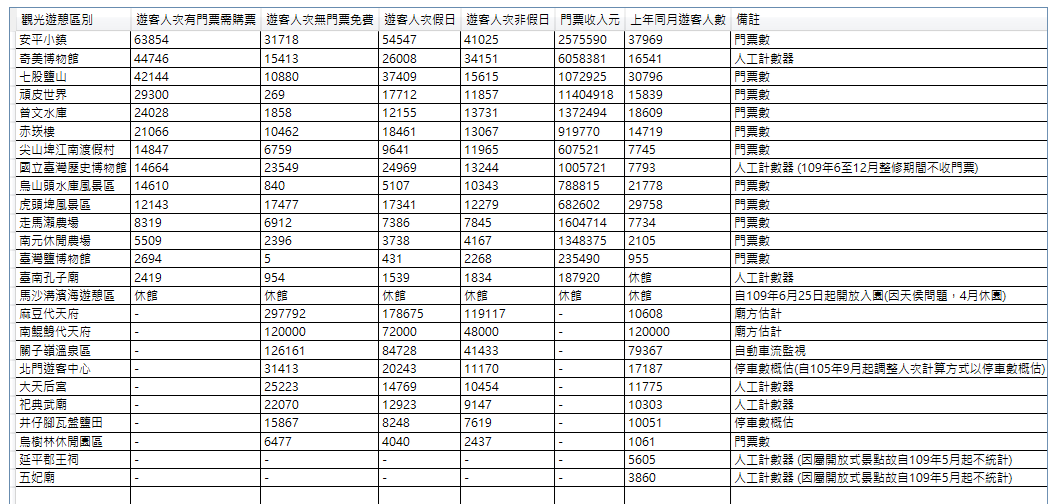 觀光遊憩區別 遊客人次有門票需購票 遊客人次無門票免費 遊客人次假日 遊客人次非假日 門票收入元 上年同月遊客人數 備註
安平小鎮 63854 31718 54547 41025 2575590 37969 門票數
奇美博物館 44746 15413 26008 34151 6058381 16541 人工計數器
七股鹽山 42144 10880 37409 15615 1072925 30796 門票數
頑皮世界 29300 269 17712 11857 11404918 15839 門票數
曾文水庫 24028 1858 12155 13731 1372494 18609 門票數
赤崁樓 21066 10462 18461 13067 919770 14719 門票數
尖山埤江南渡假村 14847 6759 9641 11965 607521 7745 門票數
國立臺灣歷史博物館 14664 23549 24969 13244 1005721 7793 人工計數器 (109年6至12月整修期間不收門票)
烏山頭水庫風景區 14610 840 5107 10343 788815 21778 門票數
虎頭埤風景區 12143 17477 17341 12279 682602 29758 門票數
走馬瀨農場 8319 6912 7386 7845 1604714 7734 門票數
南元休閒農場 5509 2396 3738 4167 1348375 2105 門票數
臺灣鹽博物館 2694 5 431 2268 235490 955 門票數
臺南孔子廟 2419 954 1539 1834 187920 休館 人工計數器
馬沙溝濱海遊憩區 休館 休館 休館 休館 休館 休館 自109年6月25日起開放入園(因天侯問題，4月休園)
麻豆代天府 - 297792 178675 119117 - 10608 廟方估計
南鯤鯓代天府 - 120000 72000 48000 - 120000 廟方估計
關子嶺溫泉區 - 126161 84728 41433 - 79367 自動車流監視
北門遊客中心 - 31413 20243 11170 - 17187 停車數概估(自105年9月起調整人次計算方式以停車數概估)
大天后宮 - 25223 14769 10454 - 11775 人工計數器
祀典武廟 - 22070 12923 9147 - 10303 人工計數器
井仔腳瓦盤鹽田 - 15867 8248 7619 - 10051 停車數概估
烏樹林休閒園區 - 6477 4040 2437 - 1061 門票數
延平郡王祠 - - - - - 5605 人工計數器 (因屬開放式景點故自109年5月起不統計)
五妃廟 - - - - - 3860 人工計數器 (因屬開放式景點故自109年5月起不統計)